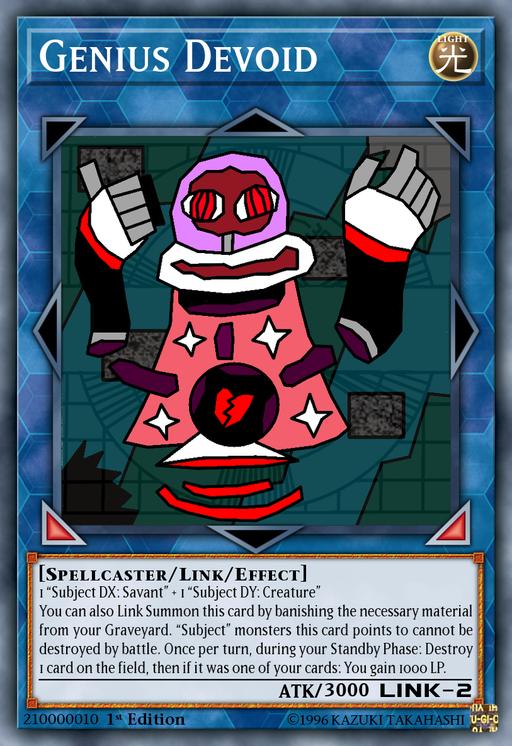 Genius Devoid
LIGHT
光
[Spellcaster/Link/Effect]
1 “Subject DX: Savant” + 1 “Subject DY: Creature”
You can also Link Summon this card by banishing the necessary material
from your Graveyard. “Subject” monsters this card points to cannot be
destroyed by battle. Once per turn, during your Standby Phase: Destroy
1 card on the field, then if it was one of your cards: You gain 1000 LP.
ATK/3000 LINK-2
210000010 1st Edition ©1996 KAZUKI TAKAHASHI